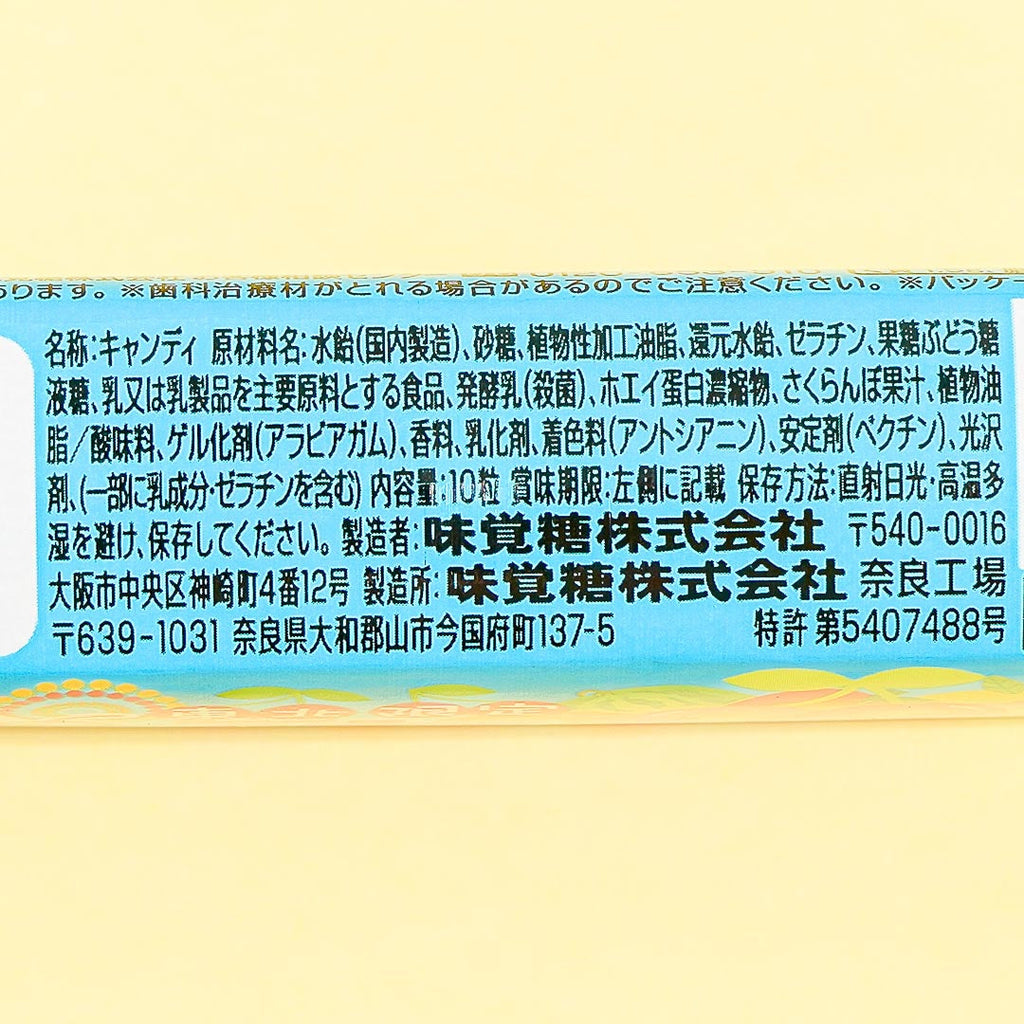 ります。※歯科治療材がとれる場合があるのでご注意ください。※パッケー
名称:キャンディ 原材料名:水飴(国内製造)、砂糖、植物性加工油脂、還元水飴、ゼラチン、果糖ぶどう糖
液糖、乳又は乳製品を主要原料とする食品、発酵乳(殺菌)、ホエイ蛋白濃縮物、さくらんぼ果汁、植物油
脂/酸味料、ゲル化剤(アラビアガム)、香料、乳化剤、着色料(アントシアニン)、安定剤(ペクチン)、光沢
剤、(一部に乳成分・ゼラチンを含む) 内容量:10粒 賞味期限:左側に記載 保存方法:直射日光・高温多
湿を避け、保存してください。製造者:味覚糖株式会社 〒540-0016
大阪市中央区神崎町4番12号 製造所:味覚糖株式会社 奈良工場
〒639-1031 奈良県大和郡山市今国府町137-5 特許 第5407488号